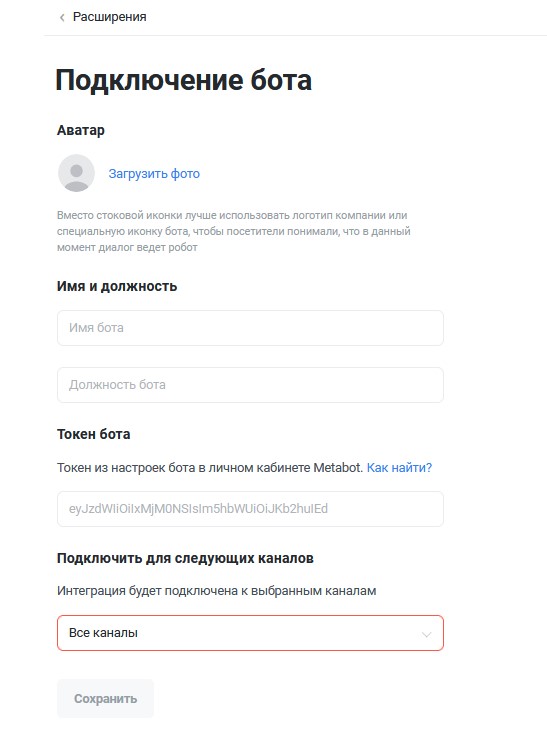 Расширения
Подключение бота
Аватар
Загрузить фото
Вместо стоковой иконки лучше использовать логотип компании или
специальную иконку бота, чтобы посетители понимали, что в данный
момент диалог ведет робот
Имя и должность
Имя бота
Должность бота
Токен бота
Токен из настроек бота в личном кабинете Metabot. Как найти?
eyJzdWIiOiIxMjM0NSIsIm5hbWUiOiJKb2huIEd
Подключить для следующих каналов
Интеграция будет подключена к выбранным каналам
Все каналы
Сохранить